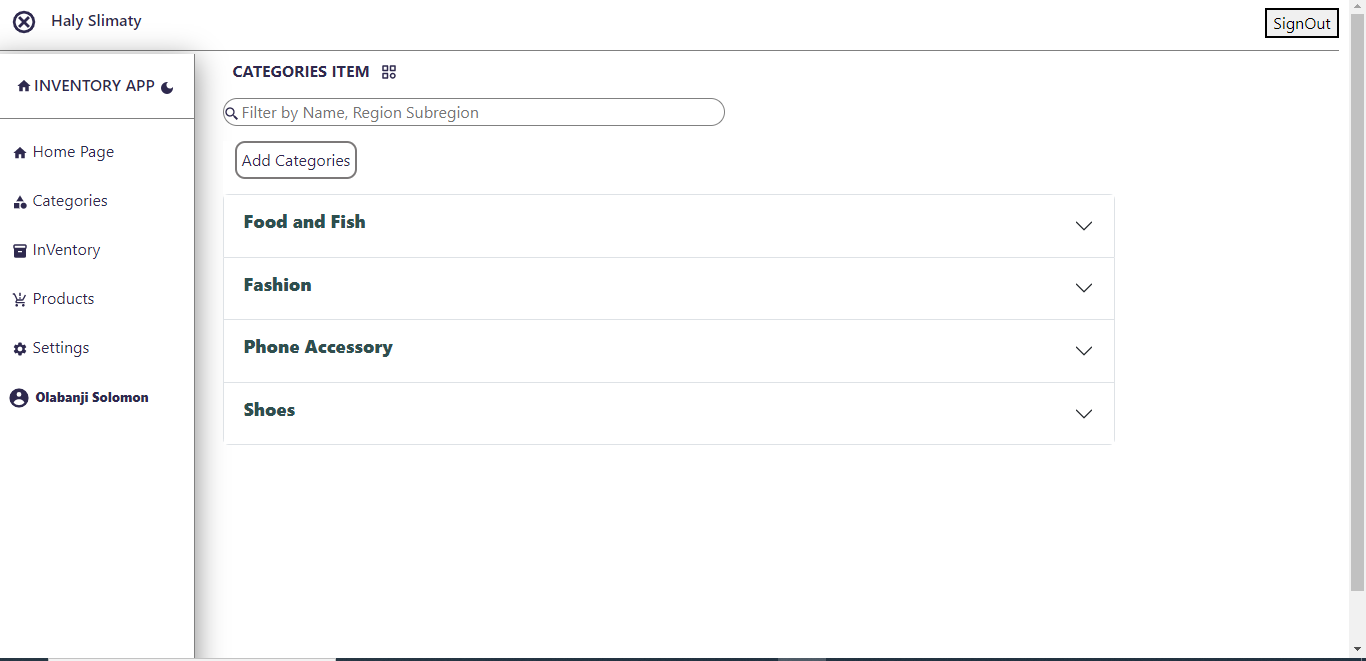 Haly Slimaty
SignOut
INVENTORY APP
Home Page
Categories
InVentory
Products
Settings
Olabanji Solomon
CATEGORIES ITEM
Filter by Name, Region Subregion
Add Categories
Food and Fish
Fashion
Phone Accessory
Shoes